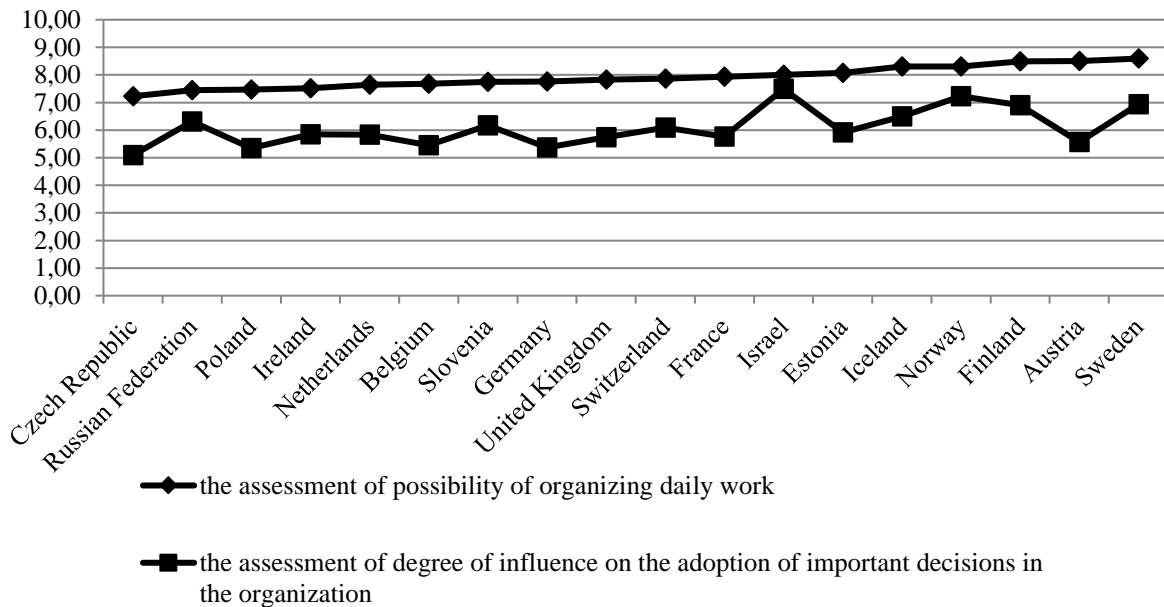 10,00
9,00
8,00
7,00
6,00
5,00
4,00
3,00
2,00
1,00
0,00
Czech Republic
Russian Federation
Poland
Ireland
Netherlands
Belgium
Slovenia
Germany
United Kingdom
Switzerland
France
Israel
Estonia
Iceland
Norway
Finland
Austria
Sweden
the assessment of possibility of organizing daily work
the assessment of degree of influence on the adoption of important decisions in
the organization